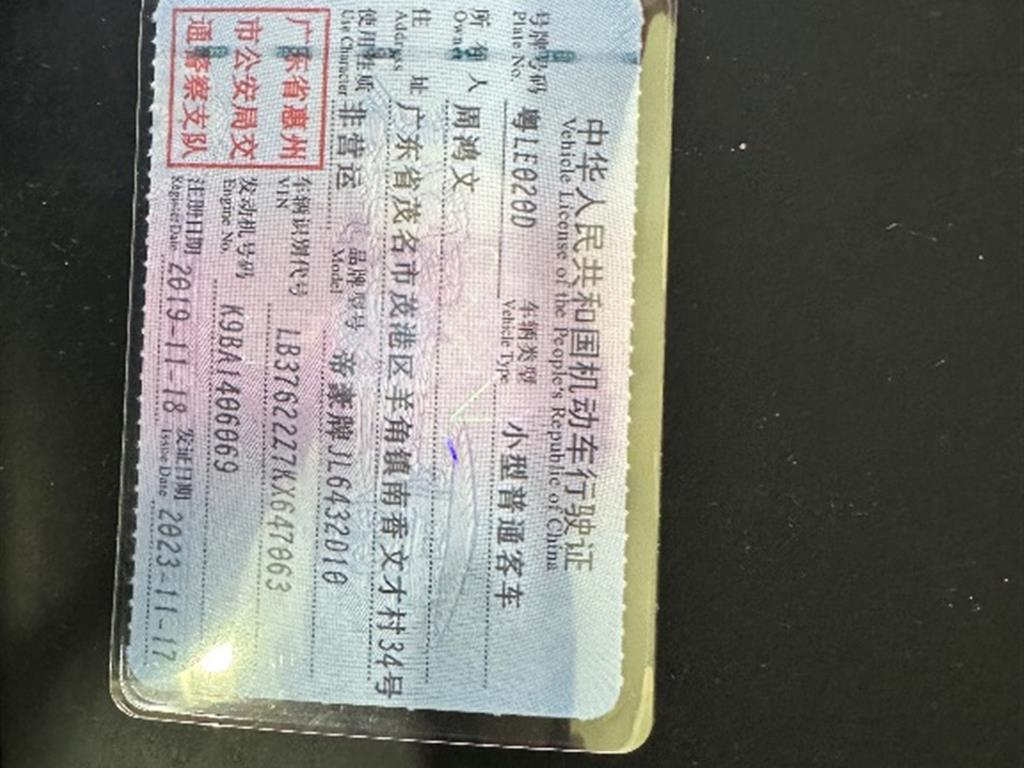 中华人民共和国机动车行驶证
Vehicle License of the People's Republic of China
号牌号码 粤LE020D 车辆类型 小型普通客车
Plate No. Vehicle Type
所有人 周鸿文
Owner
住址 广东省茂名市茂港区羊角镇南香文才村34号
Address
使用性质 非营运 品牌型号 帝豪牌JL6432D10
Use Character Model
广东省惠州
市公安局交
通警察支队
车辆识别代号 LB37622Z7KX647063
VIN
发动机号码 K9BA1406069
Engine No.
注册日期 2019-11-18 发证日期 2023-11-17
Register Date Issue Date